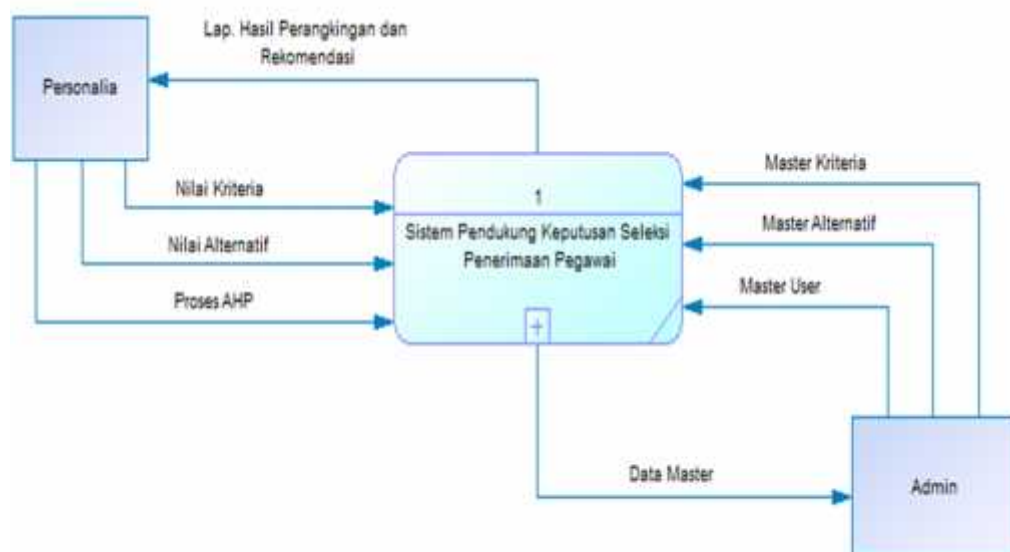 Lap. Hasil Perangkingan dan
Rekomendasi
Personalia
Nilai Kriteria
Nilai Alternatif
Proses AHP
1
Sistem Pendukung Keputusan Seleksi
Penerimaan Pegawai
+
Master Kriteria
Master Alternatif
Master User
Data Master
Admin